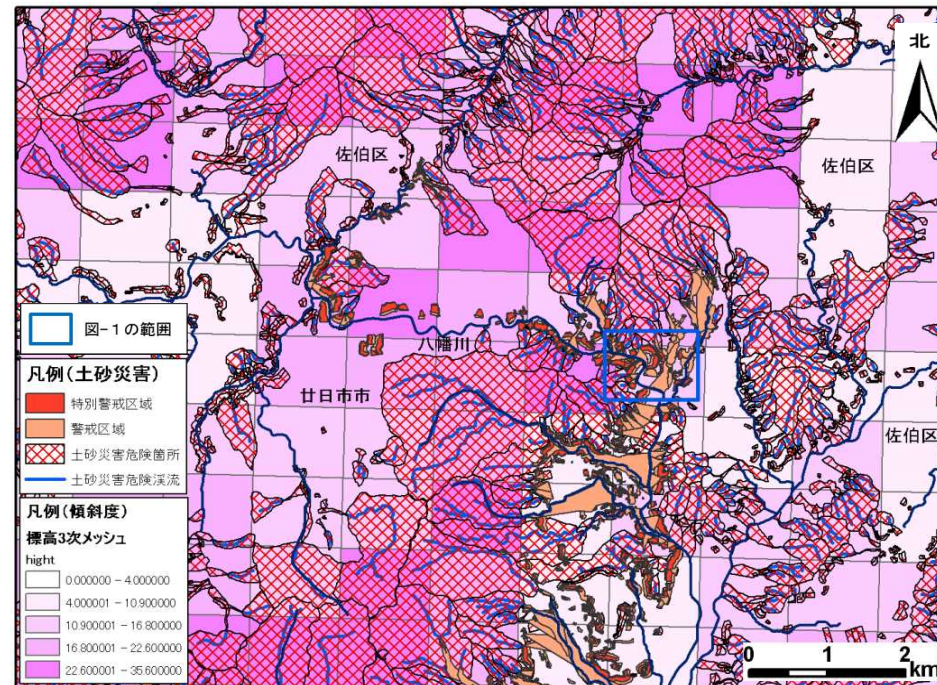 北
佐伯区
佐伯区
図-1の範囲
八幡川
廿日市市
佐伯区
凡例(土砂災害)
特別警戒区域
警戒区域
土砂災害危険箇所
土砂災害危険渓流
凡例(傾斜度)
標高3次メッシュ
hight
0.000000 - 4.000000
4.000001 - 10.900000
10.900001 - 16.800000
16.800001 - 22.600000
22.600001 - 35.600000
0 1 2
km